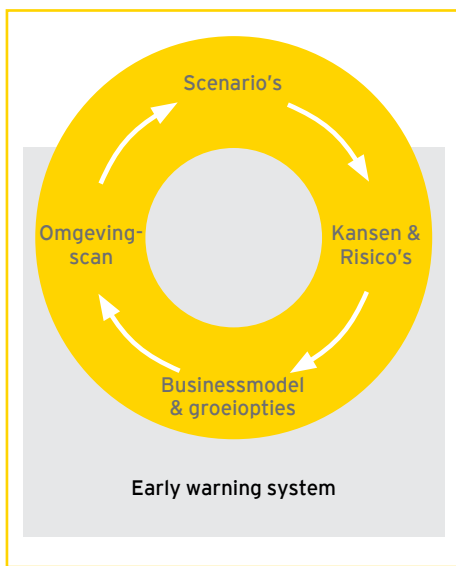 Scenario's
Omgeving-
scan
Kansen &
Risico's
Businessmodel
& groeiopties
Early warning system